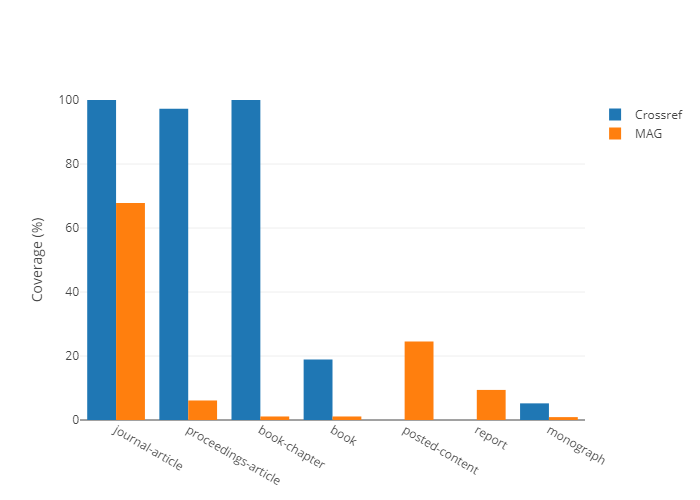 100
80
60
40
20
0
Coverage (%)
journal-article
proceedings-article
book-chapter
book
posted-content
report
monograph
Crossref
MAG